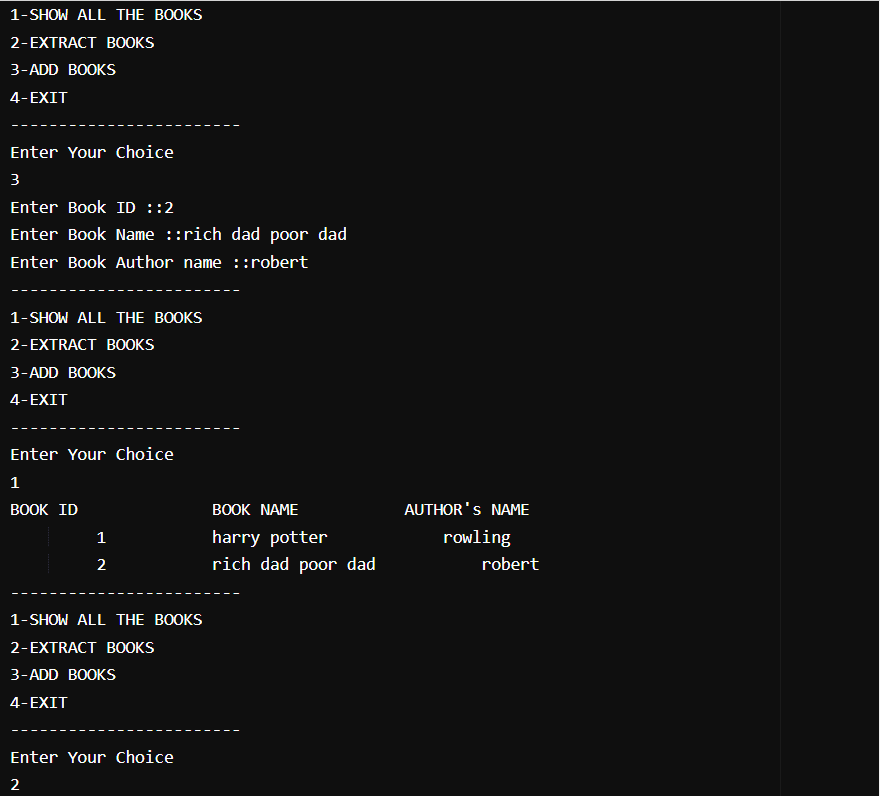 1-SHOW ALL THE BOOKS
2-EXTRACT BOOKS
3-ADD BOOKS
4-EXIT
------------------------
Enter Your Choice
3
Enter Book ID ::2
Enter Book Name ::rich dad poor dad
Enter Book Author name ::robert
------------------------
1-SHOW ALL THE BOOKS
2-EXTRACT BOOKS
3-ADD BOOKS
4-EXIT
------------------------
Enter Your Choice
1
BOOK ID              BOOK NAME           AUTHOR's NAME
         1           harry potter            rowling
         2           rich dad poor dad           robert
------------------------
1-SHOW ALL THE BOOKS
2-EXTRACT BOOKS
3-ADD BOOKS
4-EXIT
------------------------
Enter Your Choice
2